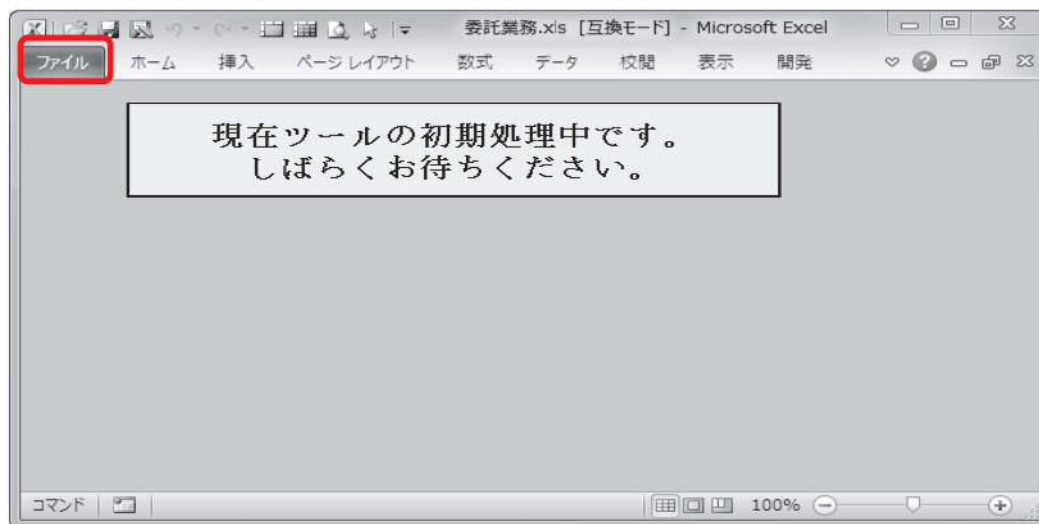 委託業務.xls [互換モード] - Microsoft Excel
ファイル ホーム 挿入 ページ レイアウト 数式 データ 校閲 表示 開発
現在ツールの初期処理中です。
しばらくお待ちください。
コマンド 100%